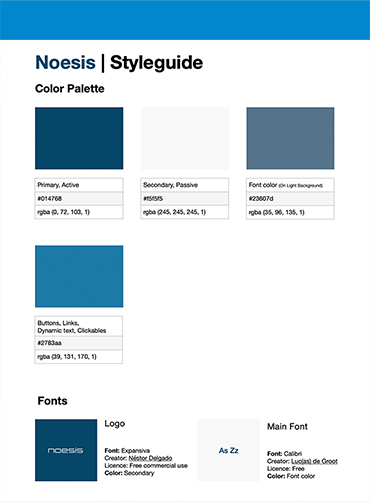 Noesis | Styleguide
Color Palette
Primary, Active
#014768
rgba (0, 72, 103, 1)
Secondary, Passive
#f5f5f5
rgba (245, 245, 245, 1)
Font color (On Light Background)
#23607d
rgba (35, 96, 135, 1)
Buttons, Links,
Dynamic text, Clickables
#2783aa
rgba (39, 131, 170, 1)
Fonts
noesis
Logo
Font: Expansiva
Creator: Néstor Delgado
Licence: Free commercial use
Color: Secondary
As Zz
Main Font
Font: Calibri
Creator: Luc(as) de Groot
Licence: Free
Color: Font color